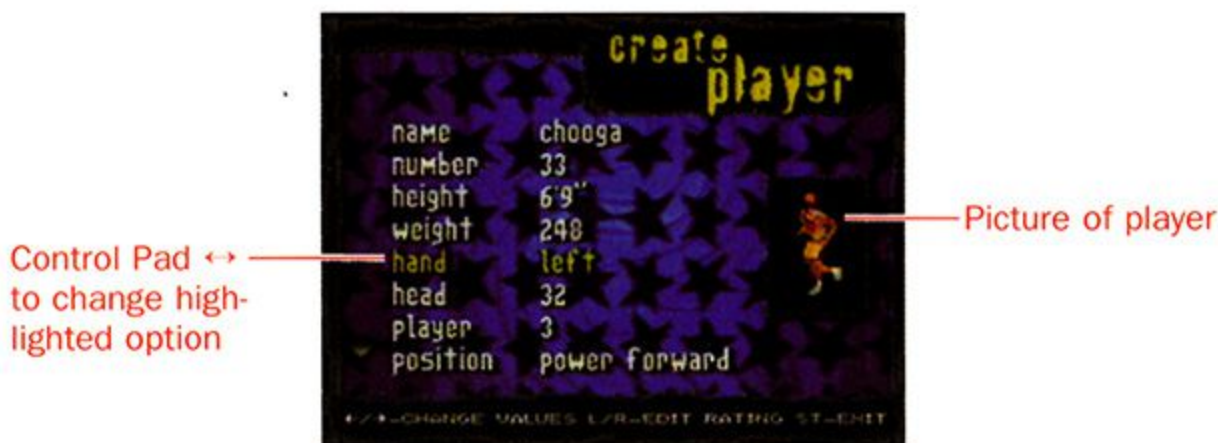 create
player
name chooga
number 33
height 6'9"
weight 248
hand left
head 32
player 3
position power forward
←/→-CHANGE VALUES L/R-EDIT RATING ST-EXIT
Control Pad ↔
to change high-
lighted option
Picture of player